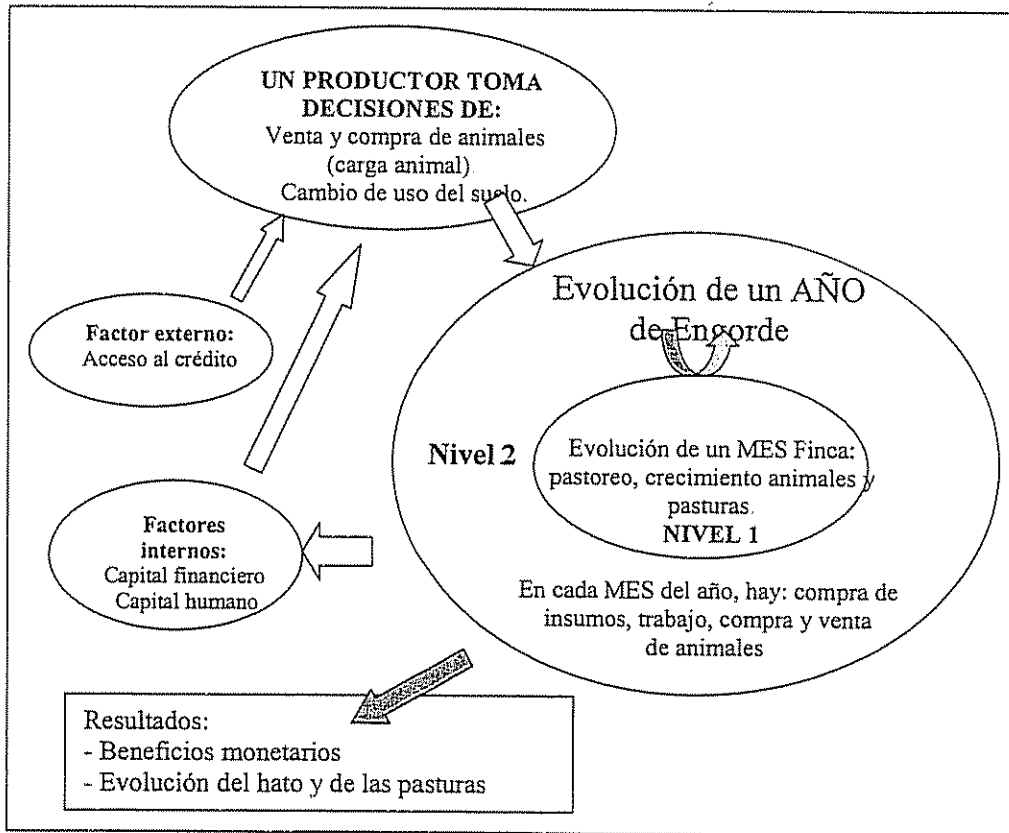 UN PRODUCTOR TOMA
DECISIONES DE:
Venta y compra de animales
(carga animal)
Cambio de uso del suelo.
Factor externo:
Acceso al crédito
Factores
internos:
Capital financiero
Capital humano
Evolución de un AÑO
de Engorde
Nivel 2
Evolución de un MES Finca:
pastoreo, crecimiento animales y
pasturas.
NIVEL 1
En cada MES del año, hay: compra de
insumos, trabajo, compra y venta
de animales
Resultados:
- Beneficios monetarios
- Evolución del hato y de las pasturas